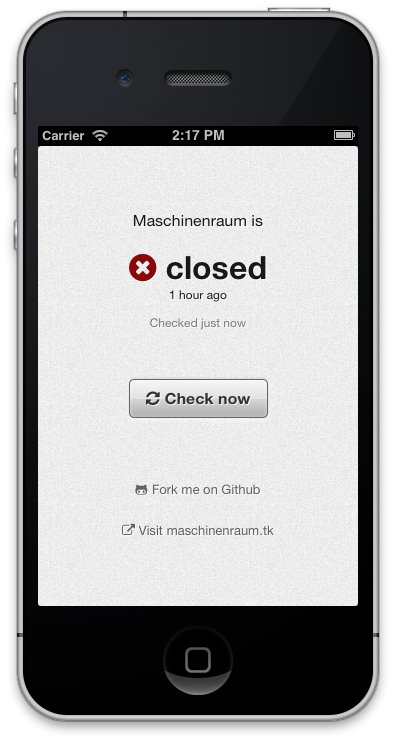 Carrier 2:17 PM
Maschinenraum is
closed
1 hour ago
Checked just now
Check now
Fork me on Github
Visit maschinenraum.tk